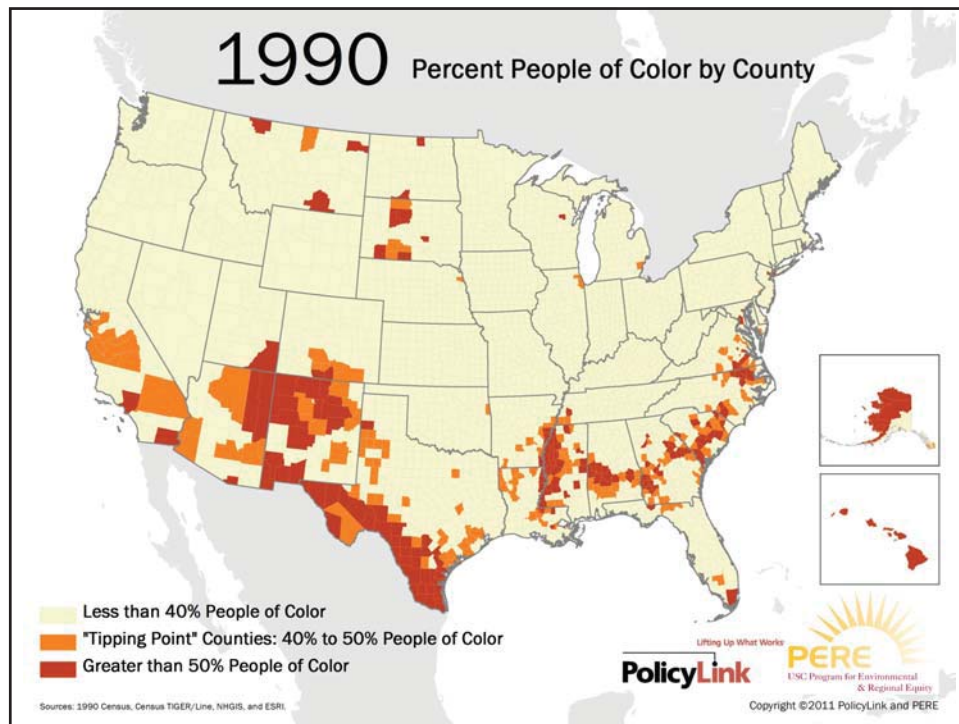 1990 Percent People of Color by County
Less than 40% People of Color
"Tipping Point" Counties: 40% to 50% People of Color
Greater than 50% People of Color
Lifting Up What Works
PolicyLink
PERE
USC Program for Environmental
& Regional Equity
Sources: 1990 Census, Census TIGER/Line, NHGIS, and ESRI.
Copyright ©2011 PolicyLink and PERE